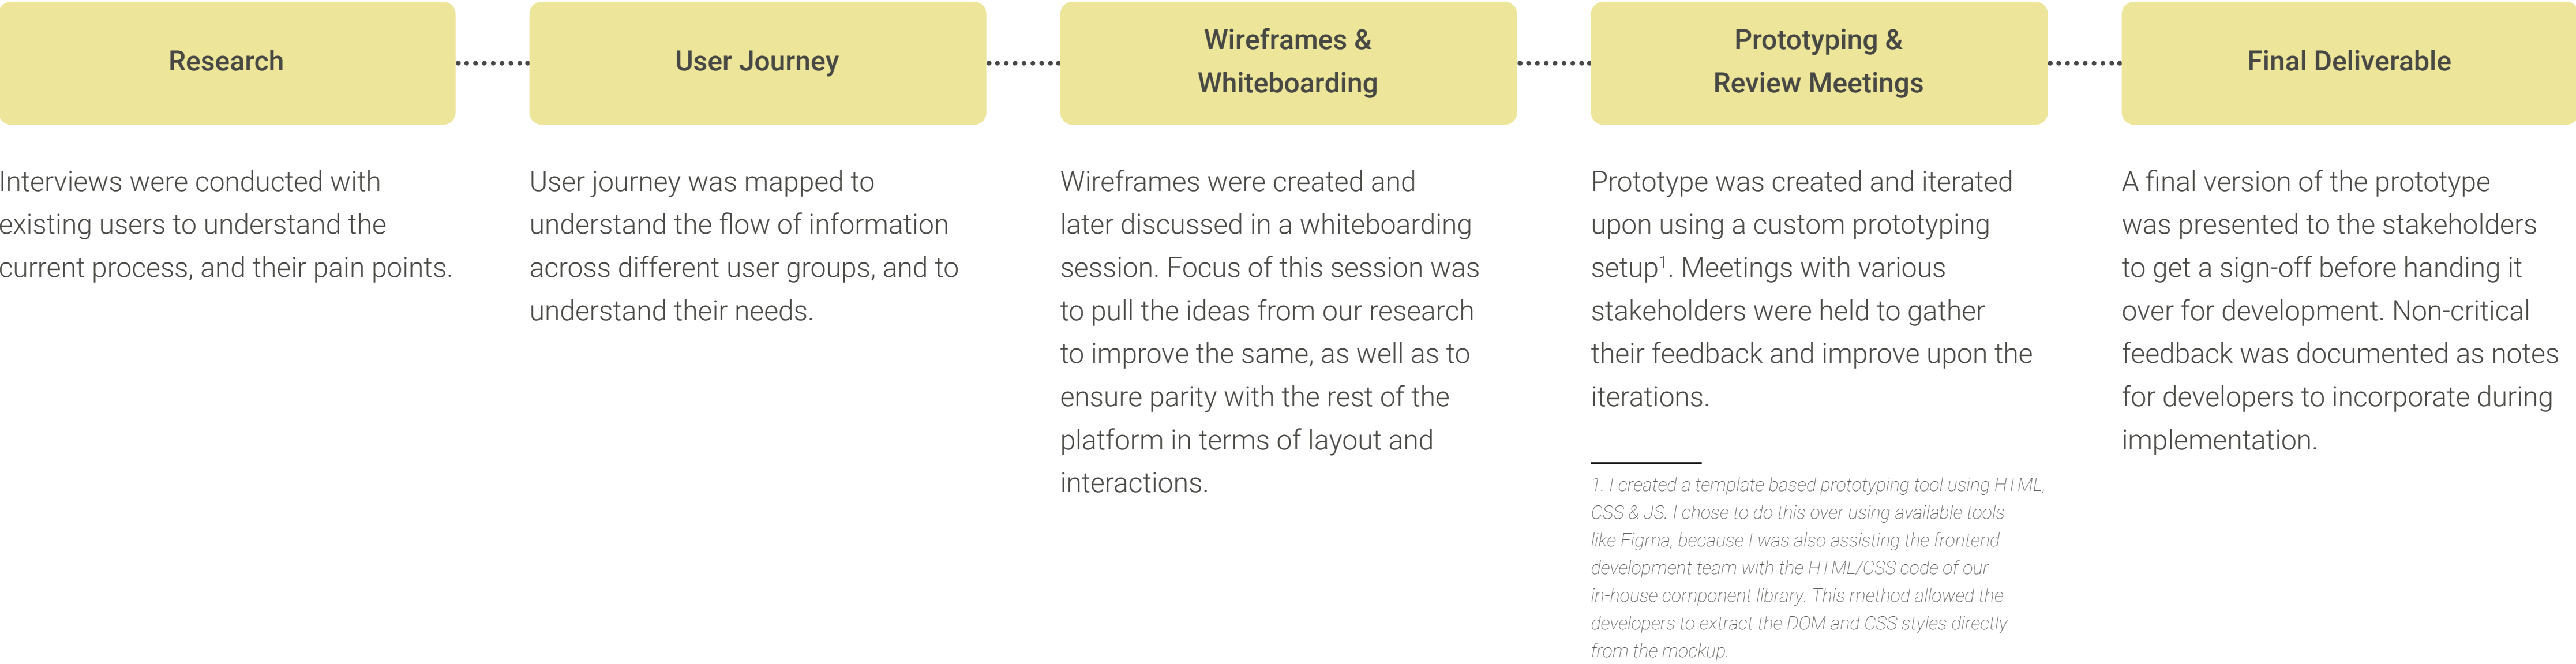 Research
Interviews were conducted with
existing users to understand the
current process, and their pain points.
User Journey
User journey was mapped to
understand the flow of information
across different user groups, and to
understand their needs.
Wireframes &
Whiteboarding
Wireframes were created and
later discussed in a whiteboarding
session. Focus of this session was
to pull the ideas from our research
to improve the same, as well as to
ensure parity with the rest of the
platform in terms of layout and
interactions.
Prototyping &
Review Meetings
Prototype was created and iterated
upon using a custom prototyping
setup¹. Meetings with various
stakeholders were held to gather
their feedback and improve upon the
iterations.
1. I created a template based prototyping tool using HTML,
CSS & JS. I chose to do this over using available tools
like Figma, because I was also assisting the frontend
development team with the HTML/CSS code of our
in-house component library. This method allowed the
developers to extract the DOM and CSS styles directly
from the mockup.
Final Deliverable
A final version of the prototype
was presented to the stakeholders
to get a sign-off before handing it
over for development. Non-critical
feedback was documented as notes
for developers to incorporate during
implementation.